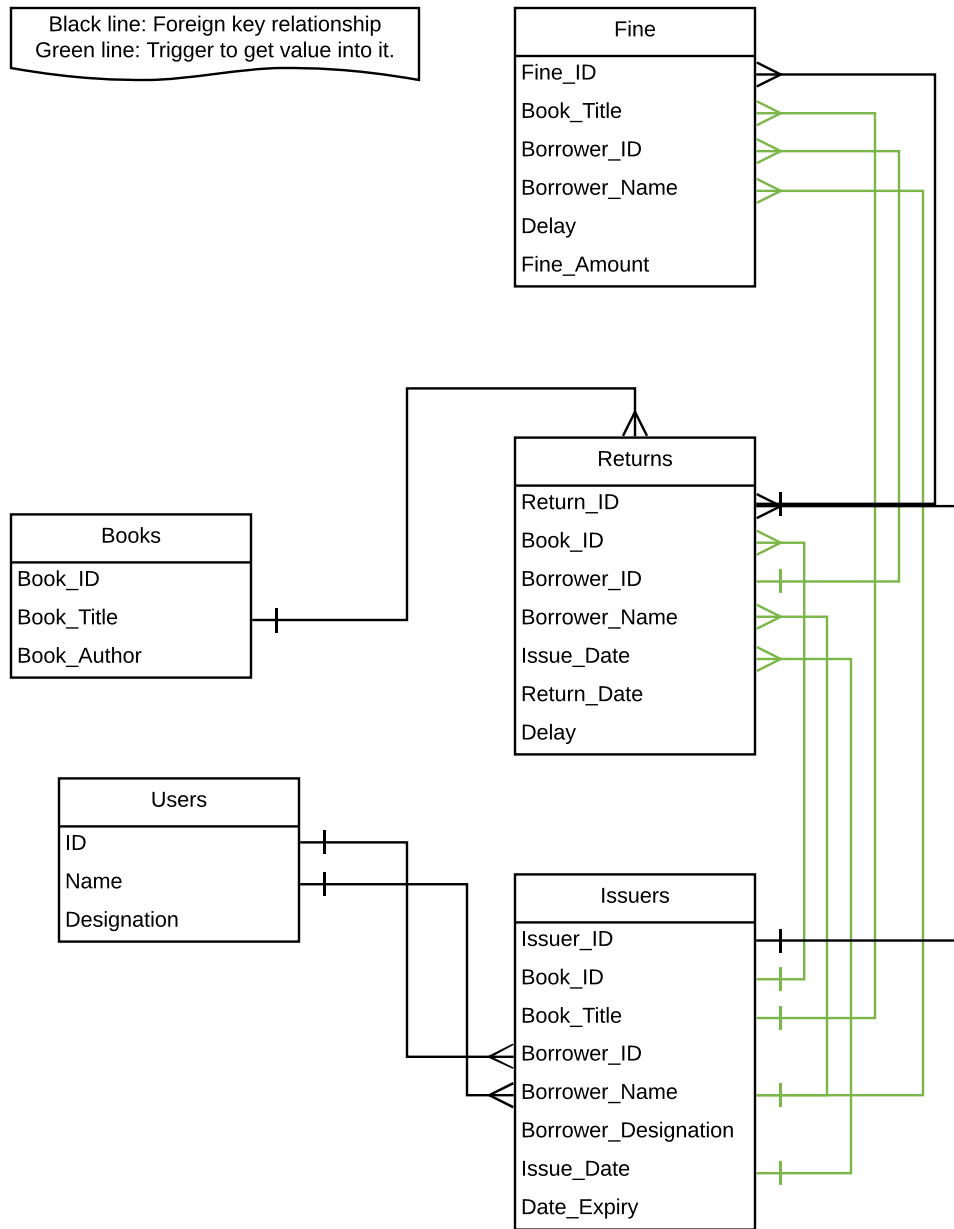 Black line: Foreign key relationship
Green line: Trigger to get value into it.
Fine
Fine_ID
Book_Title
Borrower_ID
Borrower_Name
Delay
Fine_Amount
Returns
Return_ID
Book_ID
Borrower_ID
Borrower_Name
Issue_Date
Return_Date
Delay
Books
Book_ID
Book_Title
Book_Author
Users
ID
Name
Designation
Issuers
Issuer_ID
Book_ID
Book_Title
Borrower_ID
Borrower_Name
Borrower_Designation
Issue_Date
Date_Expiry